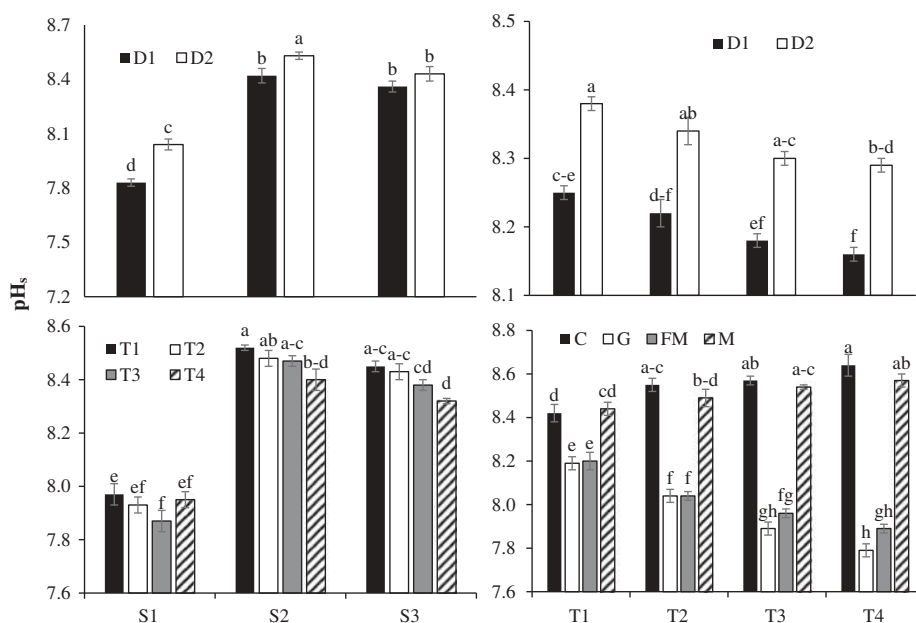 pHs
8.7
8.4
8.1
7.8
7.5
7.2
D1 D2
d
c
b
a
b
b
8.5
8.4
8.3
8.2
8.1
D1 D2
c-e
a
d-f
ab
ef
a-c
f
b-d
8.6
8.4
8.2
8.0
7.8
7.6
T1 T2
T3 T4
e
ef
f
ef
a
ab
a-c
b-d
a-c
a-c
cd
d
S1 S2 S3
8.8
8.6
8.4
8.2
8.0
7.8
7.6
C G FM M
d
e
e
cd
a-c
f
f
b-d
ab
gh
fg
a-c
a
h
gh
ab
T1 T2 T3 T4